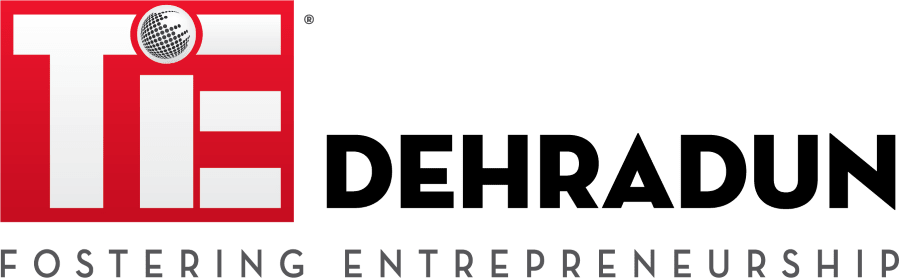 TiE®
DEHRADUN
FOSTERING ENTREPRENEURSHIP